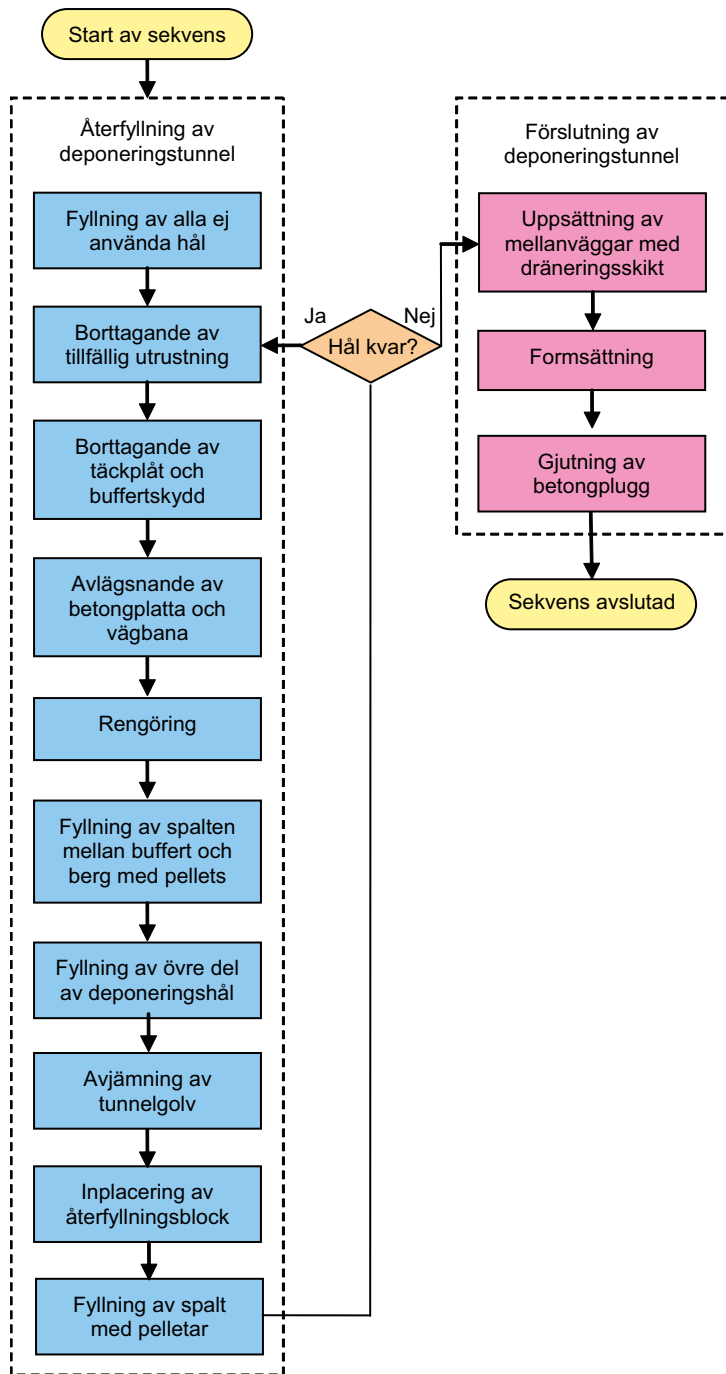 Start av sekvens
Återfyllning av
deponeringstunnel
Fyllning av alla ej
använda hål
Borttagande av
tillfällig utrustning
Borttagande av
täckplåt och
buffertskydd
Avlägsnande av
betongplatta och
vägbana
Rengöring
Fyllning av spalten
mellan buffert och
berg med pellets
Fyllning av övre del
av deponeringshål
Avjämning av
tunnelgolv
Inplacering av
återfyllningsblock
Fyllning av spalt
med pelletar
Ja
Nej
Hål kvar?
Förslutning av
deponeringstunnel
Uppsättning av
mellanväggar med
dräneringsskikt
Formsättning
Gjutning av
betongplugg
Sekvens avslutad